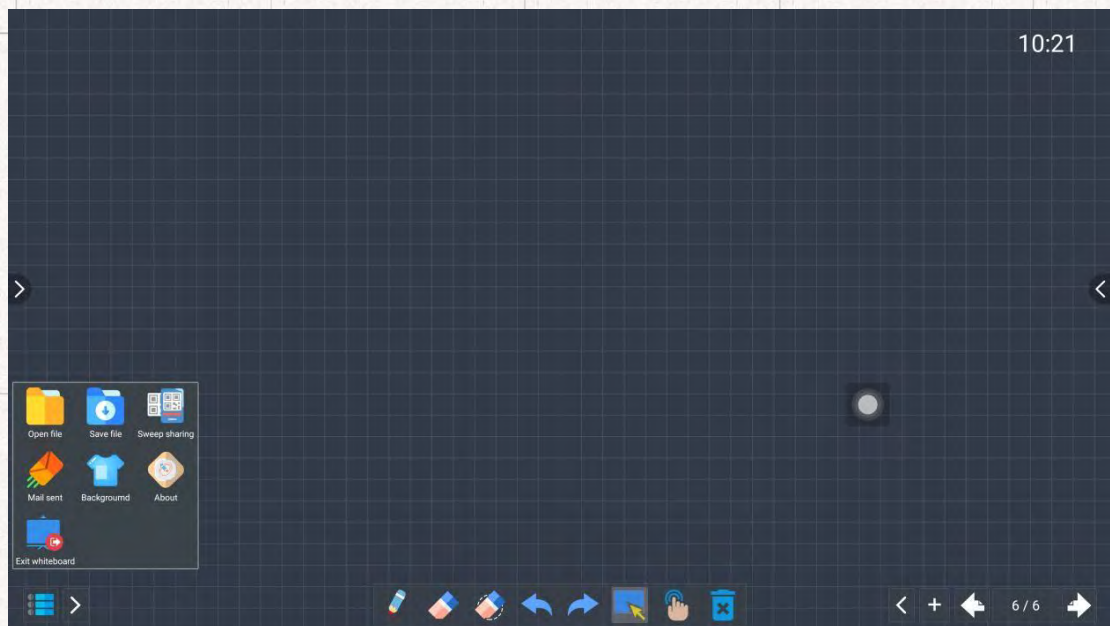 10:21
Open file
Save file
Sweep sharing
Mail sent
Backgroumd
About
Exit whiteboard
6 / 6